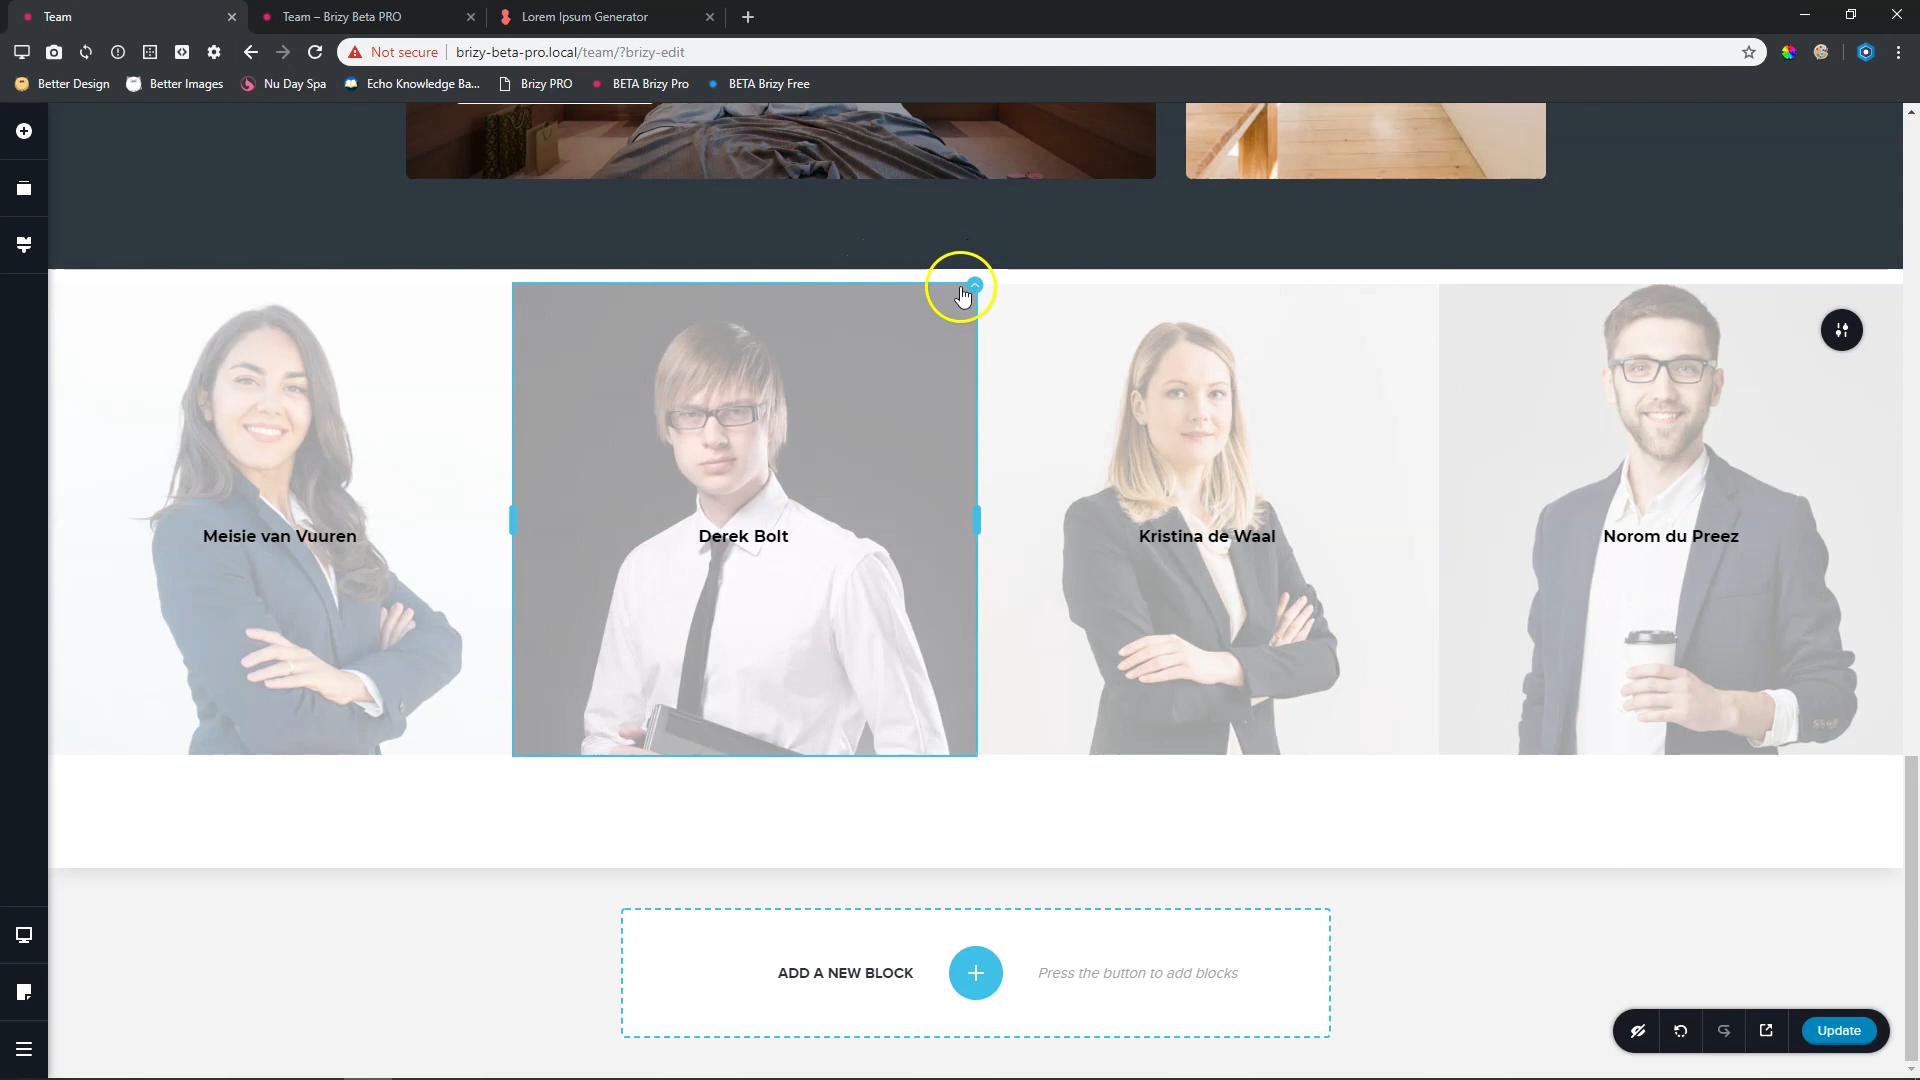 Team
Team – Brizy Beta PRO
Lorem Ipsum Generator
Not secure
brizy-beta-pro.local/team/?brizy-edit
Better Design
Better Images
Nu Day Spa
Echo Knowledge Ba...
Brizy PRO
BETA Brizy Pro
BETA Brizy Free
Meisie van Vuuren
Derek Bolt
Kristina de Waal
Norom du Preez
ADD A NEW BLOCK
Press the button to add blocks
Update